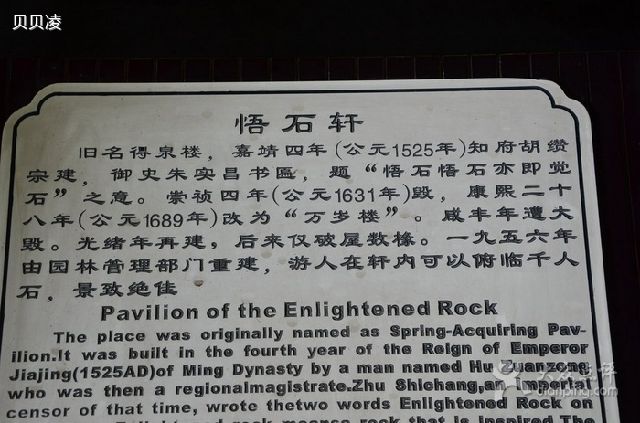 贝贝凌
悟石轩
旧名得泉楼，嘉靖四年（公元1525年）知府胡缵
宗建，御史朱实昌书匾，题“悟石悟石亦即觉
石”之意。崇祯四年（公元1631年）毁，康熙二十
八年（公元1689年）改为“万岁楼”。咸丰年遭大
毁。光绪年再建，后来仅破屋数椽。一九五六年
由园林管理部门重建，游人在轩内可以俯临千人
石，景致绝佳
Pavilion of the Enlightened Rock
The place was originally named as Spring-Acquiring Pav-
ilion.It was built in the fourth year of the Reign of Emperor
Jiajing(1525AD)of Ming Dynasty by a man named Hu Zuanzong
who was then a regionalmagistrate.Zhu Shichang,an imperial
censor of that time, wrote thetwo words Enlightened Rock on
rock means rock that is inspired.The